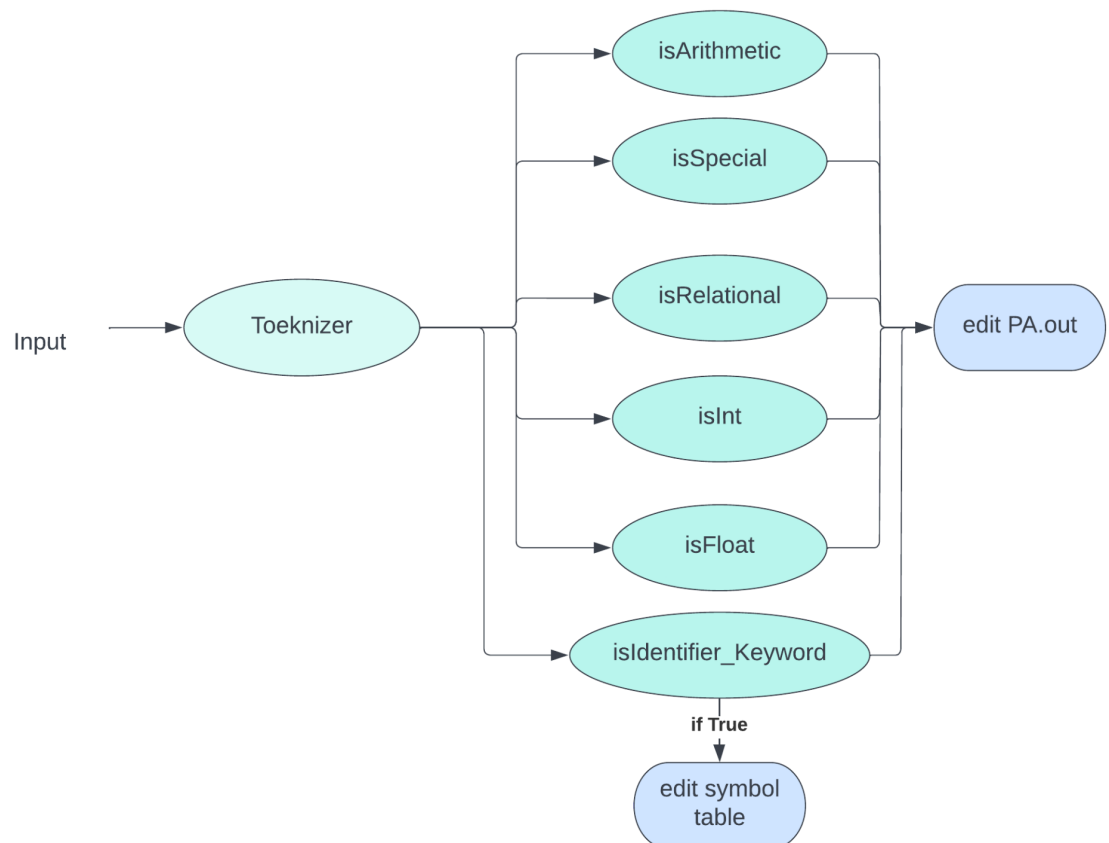 isArithmetic
isSpecial
isRelational
Toeknizer
edit PA.out
Input
isInt
isFloat
isIdentifier_Keyword
if True
edit symbol
table